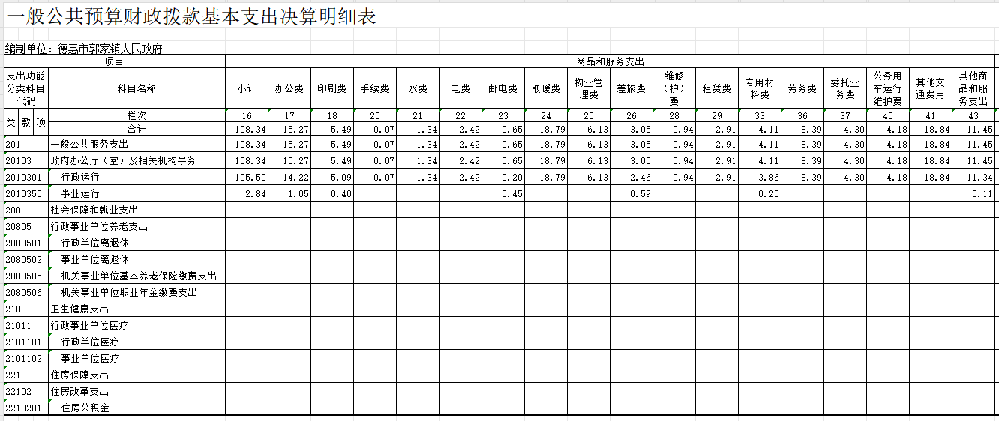 一般公共预算财政拨款基本支出决算明细表
编制单位：德惠市郭家镇人民政府
项目 商品和服务支出
支出功能分类科目代码 科目名称 小计 办公费 印刷费 手续费 水费 电费 邮电费 取暖费 物业管理费 差旅费 维修（护）费 租赁费 专用材料费 劳务费 委托业务费 公务用车运行维护费 其他交通费用 其他商品和服务支出
类 款 项 栏次 16 17 18 20 21 22 23 24 25 26 28 29 33 36 37 40 41 43
合计 108.34 15.27 5.49 0.07 1.34 2.42 0.65 18.79 6.13 3.05 0.94 2.91 4.11 8.39 4.30 4.18 18.84 11.45
201 一般公共服务支出 108.34 15.27 5.49 0.07 1.34 2.42 0.65 18.79 6.13 3.05 0.94 2.91 4.11 8.39 4.30 4.18 18.84 11.45
20103 政府办公厅（室）及相关机构事务 108.34 15.27 5.49 0.07 1.34 2.42 0.65 18.79 6.13 3.05 0.94 2.91 4.11 8.39 4.30 4.18 18.84 11.45
2010301 行政运行 105.50 14.22 5.09 0.07 1.34 2.42 0.20 18.79 6.13 2.46 0.94 2.91 3.86 8.39 4.30 4.18 18.84 11.34
2010350 事业运行 2.84 1.05 0.40 0.45 0.59 0.25 0.11
208 社会保障和就业支出
20805 行政事业单位养老支出
2080501 行政单位离退休
2080502 事业单位离退休
2080505 机关事业单位基本养老保险缴费支出
2080506 机关事业单位职业年金缴费支出
210 卫生健康支出
21011 行政事业单位医疗
2101101 行政单位医疗
2101102 事业单位医疗
221 住房保障支出
22102 住房改革支出
2210201 住房公积金